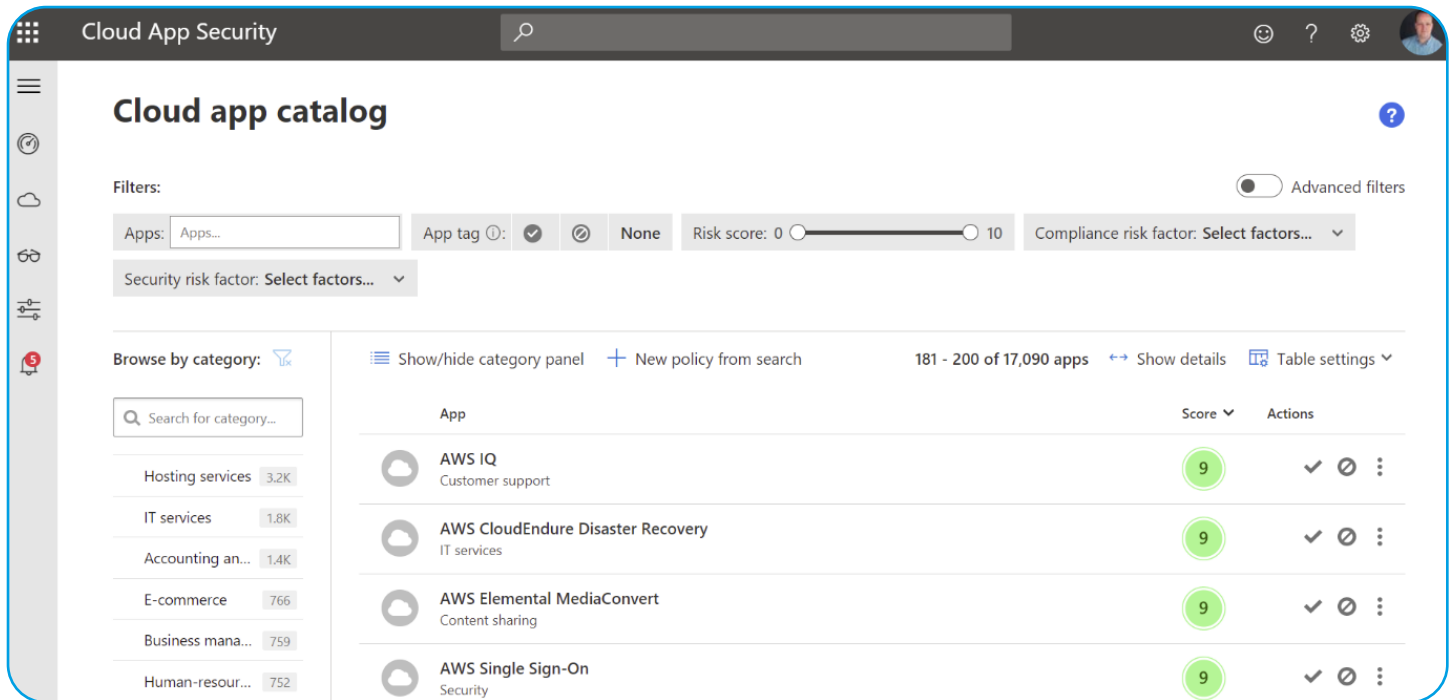 Cloud App Security
?
Cloud app catalog
?
Filters:
Advanced filters
Apps: Apps...
App tag ⓘ: None
Risk score: 0 10
Compliance risk factor: Select factors...
Security risk factor: Select factors...
5
Browse by category:
Show/hide category panel
New policy from search
181 - 200 of 17,090 apps
Show details
Table settings
Search for category...
Hosting services 3.2K
IT services 1.8K
Accounting an... 1.4K
E-commerce 766
Business mana... 759
Human-resour... 752
App Score Actions
AWS IQ
Customer support
9
AWS CloudEndure Disaster Recovery
IT services
9
AWS Elemental MediaConvert
Content sharing
9
AWS Single Sign-On
Security
9